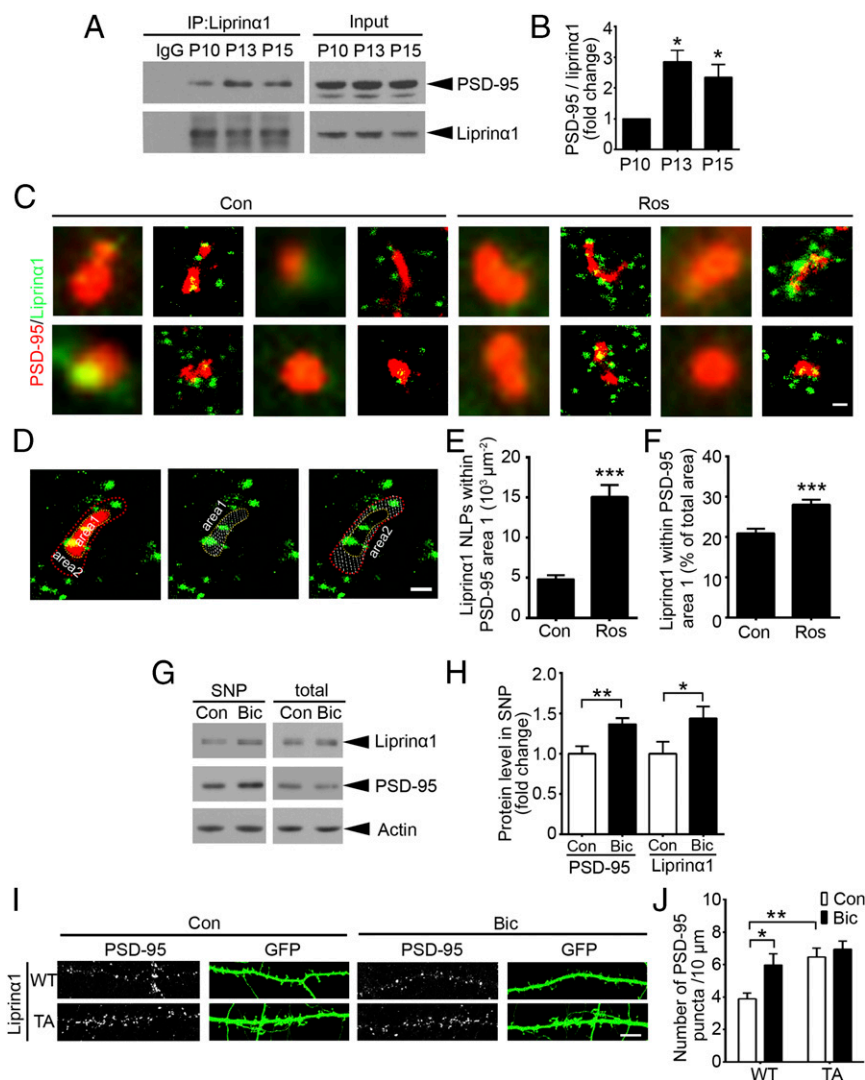 A
IP:Liprinα1
Input
IgG P10 P13 P15
P10 P13 P15
PSD-95
Liprinα1
B
PSD-95 / liprinα1
(fold change)
4
3
2
1
0
*
*
P10 P13 P15
C
Con
Ros
PSD-95/Liprinα1
D
area1
area2
area1
area2
E
Liprinα1 NLPs within
PSD-95 area 1 (10³ μm⁻²)
20
15
10
5
0
***
Con Ros
F
Liprinα1 within PSD-95
area 1 (% of total area)
40
30
20
10
0
***
Con Ros
G
SNP
total
Con Bic
Con Bic
Liprinα1
PSD-95
Actin
H
Protein level in SNP
(fold change)
2.0
1.5
1.0
0.5
0.0
**
*
Con Bic Con Bic
PSD-95 Liprinα1
I
Con
Bic
PSD-95 GFP PSD-95 GFP
Liprinα1
WT
TA
J
Con
Bic
Number of PSD-95
puncta /10 μm
10
8
6
4
2
0
*
**
WT TA